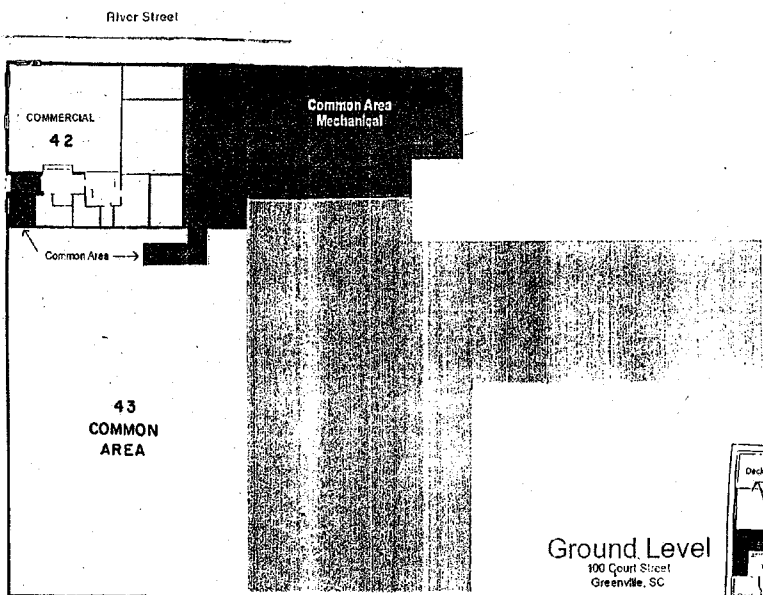 River Street
Common Area
Mechanical
COMMERCIAL
42
Common Area
43
COMMON
AREA
Ground Level
100 Court Street
Greenville, SC